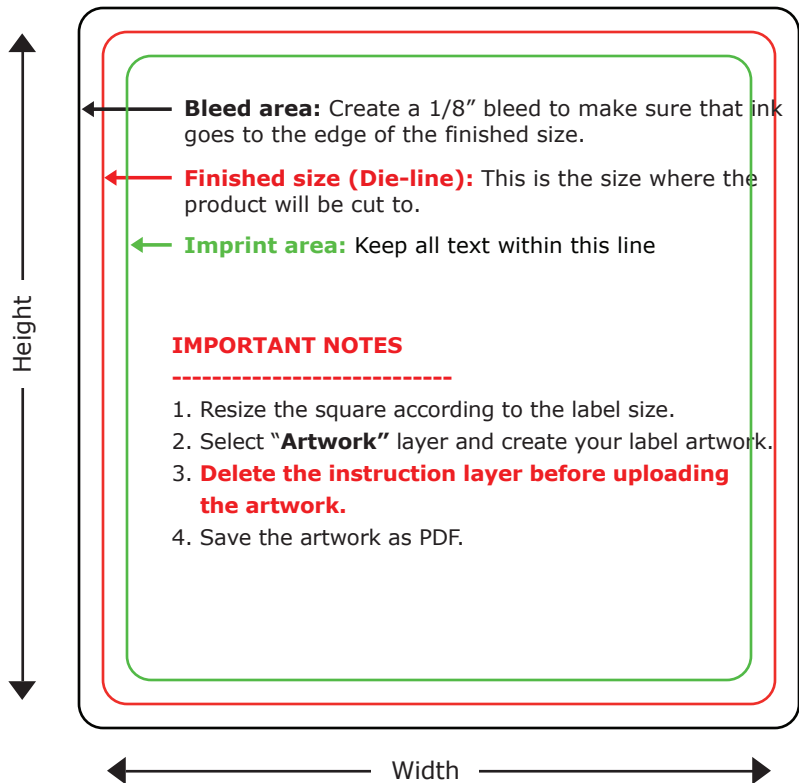 Bleed area: Create a 1/8” bleed to make sure that ink
goes to the edge of the finished size.
Finished size (Die-line): This is the size where the
product will be cut to.
Imprint area: Keep all text within this line
Height
IMPORTANT NOTES
----------------------------
1. Resize the square according to the label size.
2. Select “Artwork” layer and create your label artwork.
3. Delete the instruction layer before uploading
the artwork.
4. Save the artwork as PDF.
Width